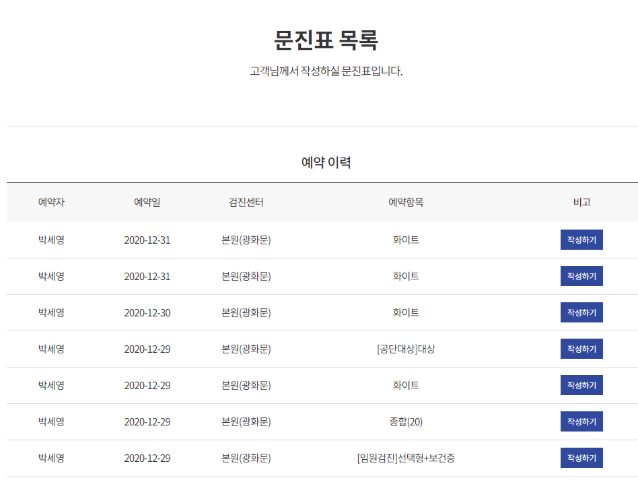 문진표 목록
고객님께서 작성하실 문진표입니다.
예약 이력
예약자 예약일 검진센터 예약항목 비고
박세영 2020-12-31 본원(광화문) 화이트 작성하기
박세영 2020-12-31 본원(광화문) 화이트 작성하기
박세영 2020-12-30 본원(광화문) 화이트 작성하기
박세영 2020-12-29 본원(광화문) [공단대상]대상 작성하기
박세영 2020-12-29 본원(광화문) 화이트 작성하기
박세영 2020-12-29 본원(광화문) 종합(20) 작성하기
박세영 2020-12-29 본원(광화문) [임원검진]선택형+보건증 작성하기